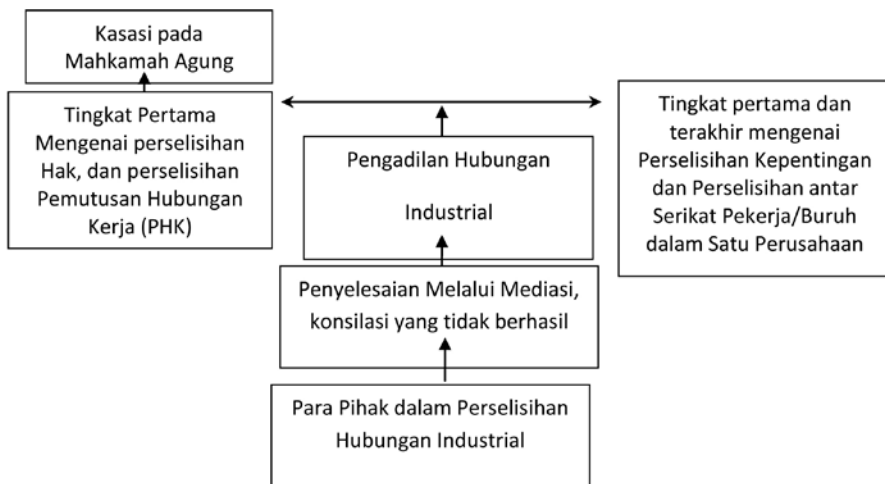 Kasasi pada
Mahkamah Agung
Tingkat Pertama
Mengenai perselisihan
Hak, dan perselisihan
Pemutusan Hubungan
Kerja (PHK)
Pengadilan Hubungan
Industrial
Tingkat pertama dan
terakhir mengenai
Perselisihan Kepentingan
dan Perselisihan antar
Serikat Pekerja/Buruh
dalam Satu Perusahaan
Penyelesaian Melalui Mediasi,
konsilasi yang tidak berhasil
Para Pihak dalam Perselisihan
Hubungan Industrial